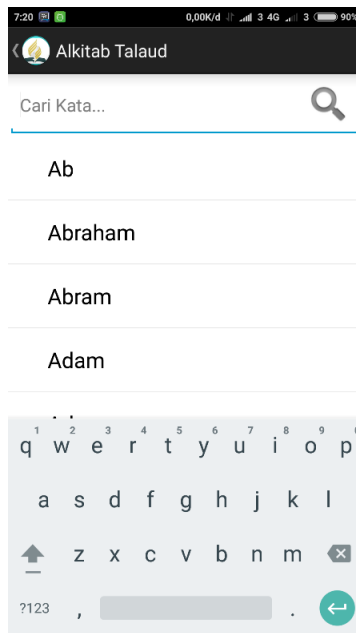 7:20 0,00K/d 3 4G 3 90%
Alkitab Talaud
Cari Kata...
Ab
Abraham
Abram
Adam
1 2 3 4 5 6 7 8 9
q w e r t y u i o p
a s d f g h j k l
z x c v b n m
?123 , .